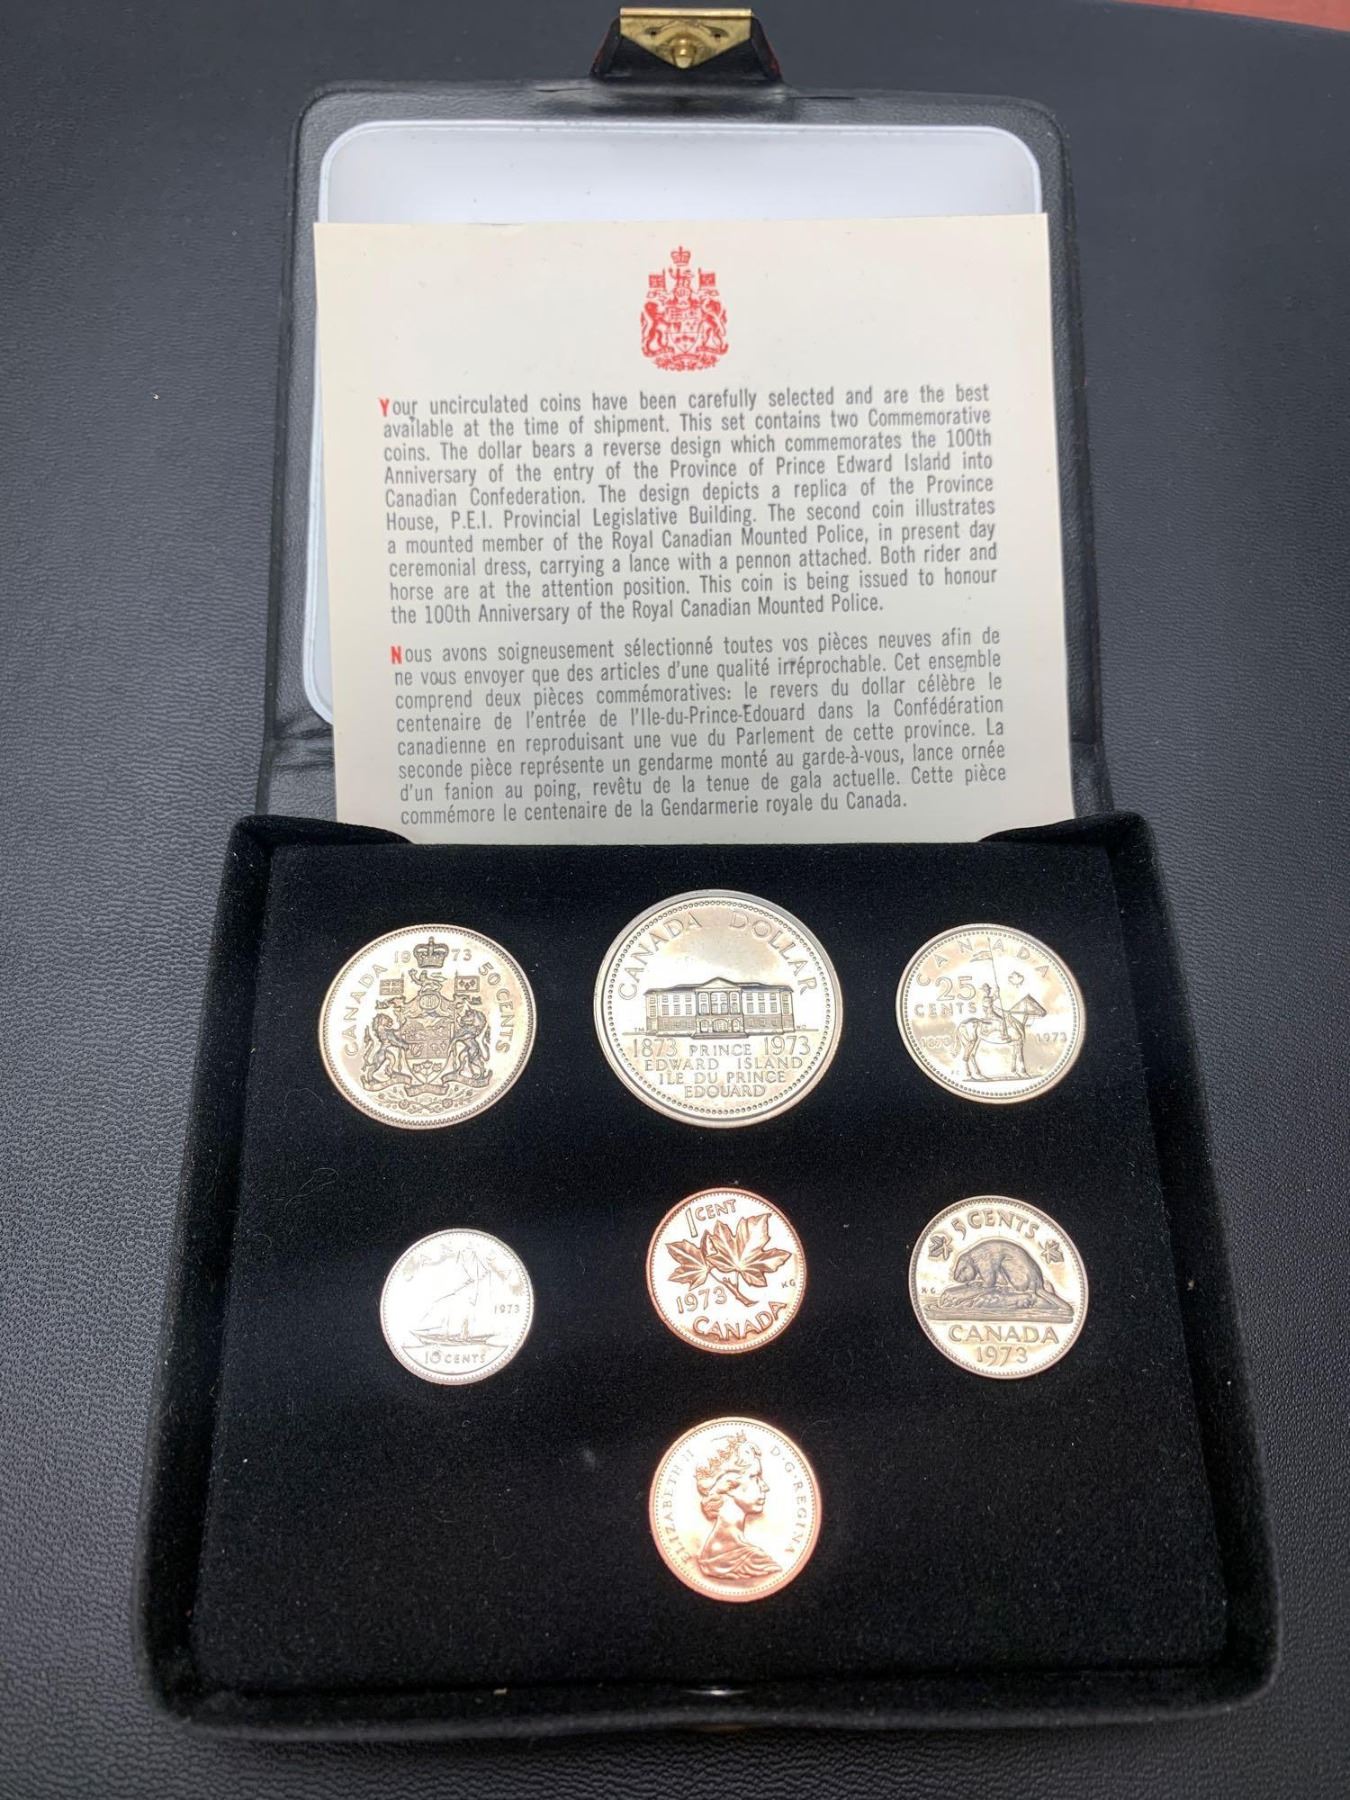 Your uncirculated coins have been carefully selected and are the best
available at the time of shipment. This set contains two Commemorative
coins. The dollar bears a reverse design which commemorates the 100th
Anniversary of the entry of the Province of Prince Edward Island into
Canadian Confederation. The design depicts a replica of the Province
House, P.E.I. Provincial Legislative Building. The second coin illustrates
a mounted member of the Royal Canadian Mounted Police, in present day
ceremonial dress, carrying a lance with a pennon attached. Both rider and
horse are at the attention position. This coin is being issued to honour
the 100th Anniversary of the Royal Canadian Mounted Police.
Nous avons soigneusement sélectionné toutes vos pièces neuves afin de
ne vous envoyer que des articles d'une qualité irréprochable. Cet ensemble
comprend deux pièces commémoratives: le revers du dollar célèbre le
centenaire de l'entrée de l'Ile-du-Prince-Edouard dans la Confédération
canadienne en reproduisant une vue du Parlement de cette province. La
seconde pièce représente un gendarme monté au garde-à-vous, lance ornée
d'un fanion au poing, revêtu de la tenue de gala actuelle. Cette pièce
commémore le centenaire de la Gendarmerie royale du Canada.
CANADA 1973 50 CENTS
CANADA DOLLAR
1873 PRINCE 1973
EDWARD ISLAND
ILE DU PRINCE
EDOUARD
CANADA
25
CENTS
1873 1973
CANADA
1973
10 CENTS
1 CENT
KG
1973
CANADA
5 CENTS
KG
CANADA
1973
ELIZABETH II D·G·REGINA